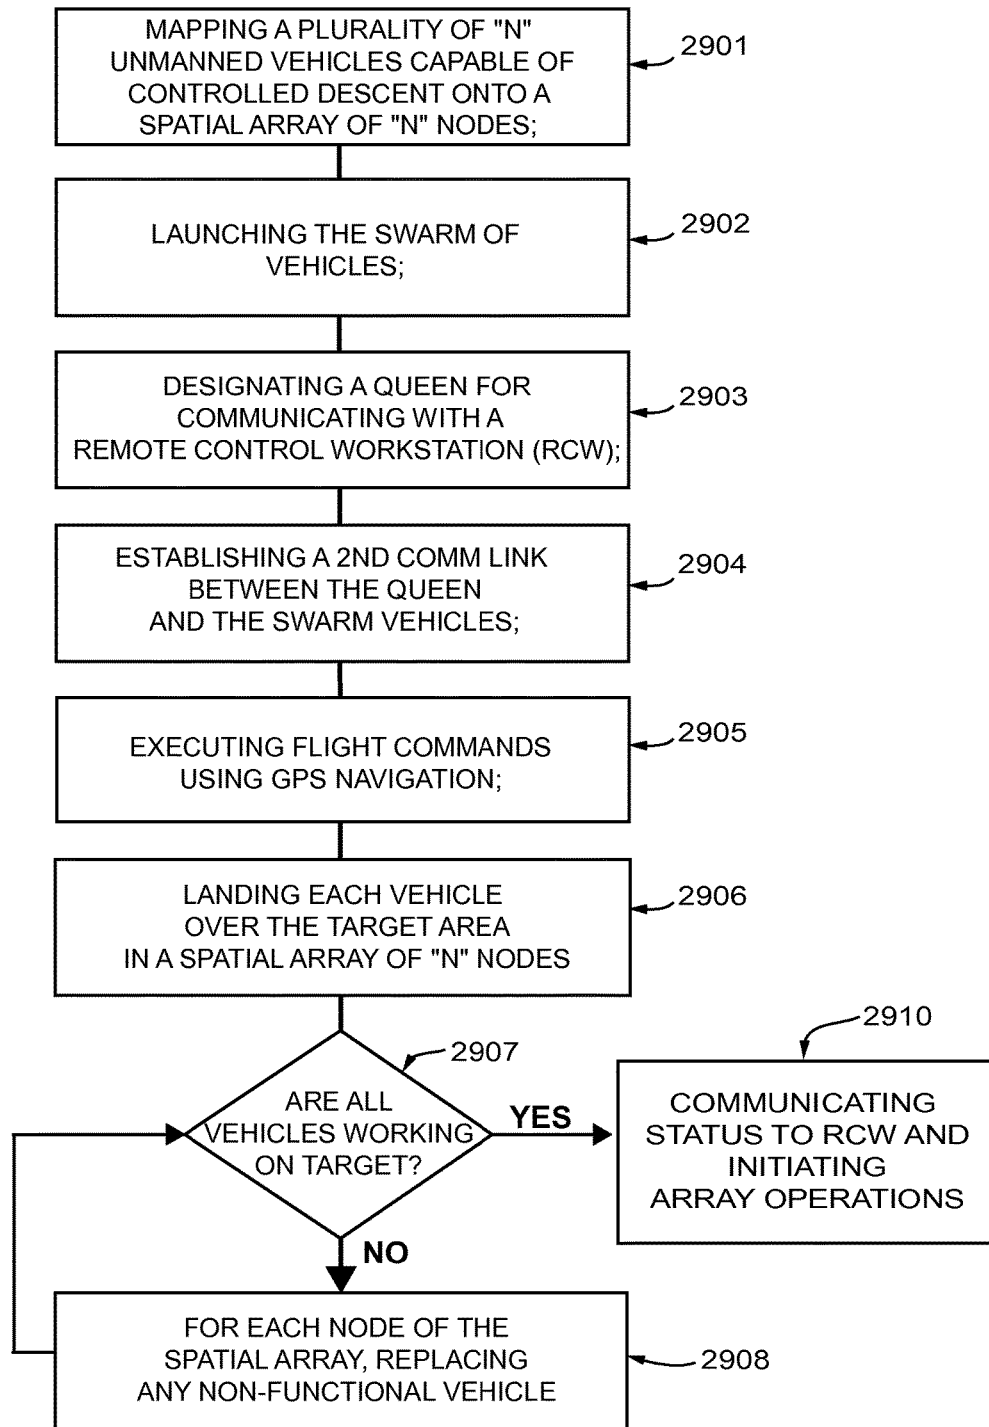 MAPPING A PLURALITY OF "N"
UNMANNED VEHICLES CAPABLE OF
CONTROLLED DESCENT ONTO A
SPATIAL ARRAY OF "N" NODES;
2901
LAUNCHING THE SWARM OF
VEHICLES;
2902
DESIGNATING A QUEEN FOR
COMMUNICATING WITH A
REMOTE CONTROL WORKSTATION (RCW);
2903
ESTABLISHING A 2ND COMM LINK
BETWEEN THE QUEEN
AND THE SWARM VEHICLES;
2904
EXECUTING FLIGHT COMMANDS
USING GPS NAVIGATION;
2905
LANDING EACH VEHICLE
OVER THE TARGET AREA
IN A SPATIAL ARRAY OF "N" NODES
2906
ARE ALL
VEHICLES WORKING
ON TARGET?
2907
YES
2910
COMMUNICATING
STATUS TO RCW AND
INITIATING
ARRAY OPERATIONS
NO
FOR EACH NODE OF THE
SPATIAL ARRAY, REPLACING
ANY NON-FUNCTIONAL VEHICLE
2908